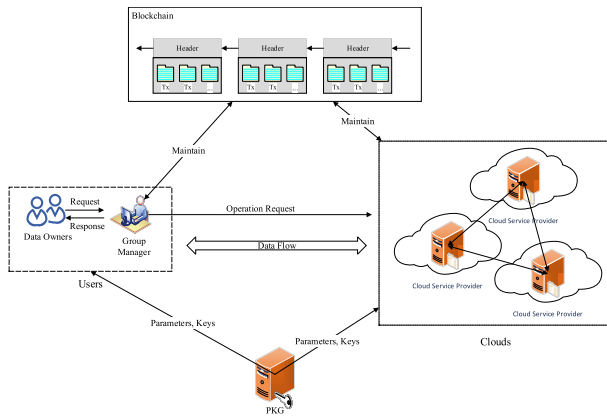 Blockchain
Header
Header
Header
Tx
Tx
...
Tx
Tx
...
Tx
Tx
...
Maintain
Maintain
Request
Response
Data Owners
Group
Manager
Operation Request
Data Flow
Users
Cloud Service Provider
Cloud Service Provider
Cloud Service Provider
Clouds
Parameters, Keys
Parameters, Keys
PKG